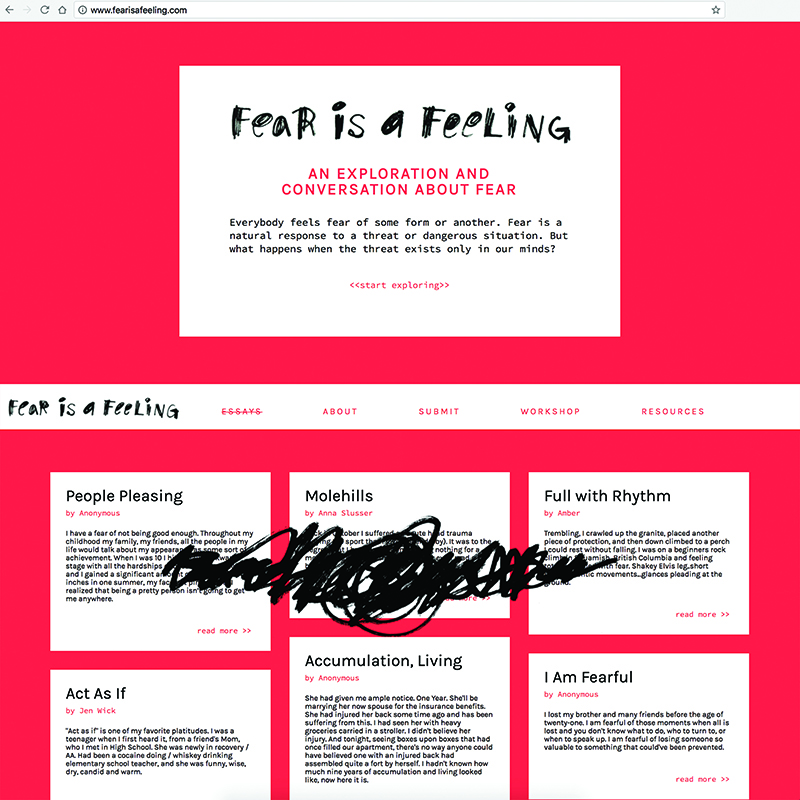 www.fearisafeeling.com
FeaR is a FeeLiNG
AN EXPLORATION AND
CONVERSATION ABOUT FEAR
Everybody feels fear of some form or another. Fear is a
natural response to a threat or dangerous situation. But
what happens when the threat exists only in our minds?
<<start exploring>>
FeaR is a FeeLiNG
ESSAYS
ABOUT
SUBMIT
WORKSHOP
RESOURCES
People Pleasing
by Anonymous
I have a fear of not being good enough. Throughout my
childhood my family, my friends, all the people in my
life would talk about my appearance as some sort of
achievement. When I was 10 I hi
stage with all the hardships
and I gained a significant am
inches in one summer, my fac
realized that being a pretty person isn't going to get
me anywhere.
read more >>
Act As If
by Jen Wick
"Act as if" is one of my favorite platitudes. I was a
teenager when I first heard it, from a friend's Mom,
who I met in High School. She was newly in recovery /
AA. Had been a cocaine doing / whiskey drinking
elementary school teacher, and she was funny, wise,
dry, candid and warm.
Molehills
by Anna Slusser
October I suffered head trauma
sport the . It was to the
nothing for a
Accumulation, Living
by Anonymous
She had given me ample notice. One Year. She'll be
marrying her now spouse for the insurance benefits.
She had injured her back some time ago and has been
suffering from this. I had seen her with heavy
groceries carried in a stroller. I didn't believe her
injury. And tonight, seeing boxes upon boxes that had
once filled our apartment, there's no way anyone could
have believed one with an injured back had
assembled quite a fort by herself. I hadn't known how
much nine years of accumulation and living looked
like, now here it is.
Full with Rhythm
by Anber
Trembling, I crawled up the granite, placed another
piece of protection, and then down climbed to a perch
I could rest without falling. I was on a beginners rock
climb in Squamish, British Columbia and feeling
with fear. Shakey Elvis leg,short
movements...glances pleading at the
ground.
read more >>
I Am Fearful
by Anonymous
I lost my brother and many friends before the age of
twenty-one. I am fearful of those moments when all is
lost and you don't know what to do, who to turn to, or
when to speak up. I am fearful of losing someone so
valuable to something that could've been prevented.
read more >>